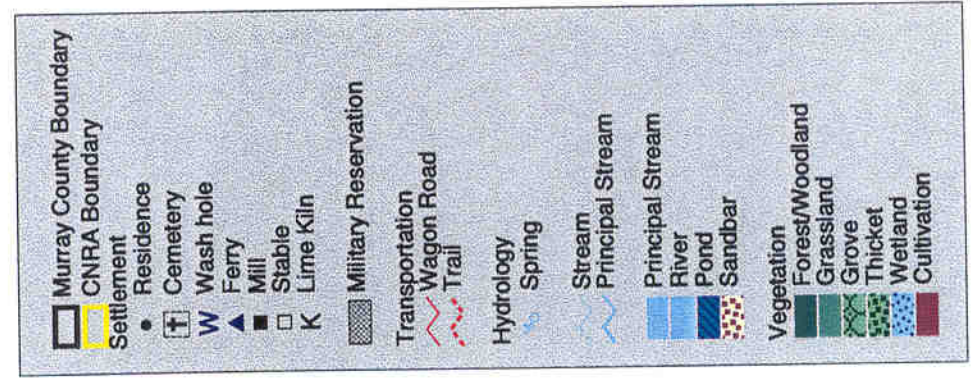 Murray County Boundary
CNRA Boundary
Settlement
Residence
Cemetery
W Wash hole
Ferry
Mill
Stable
K Lime Kiln
Military Reservation
Transportation
Wagon Road
Trail
Hydrology
Spring
Stream
Principal Stream
Principal Stream
River
Pond
Sandbar
Vegetation
Forest/Woodland
Grassland
Grove
Thicket
Wetland
Cultivation